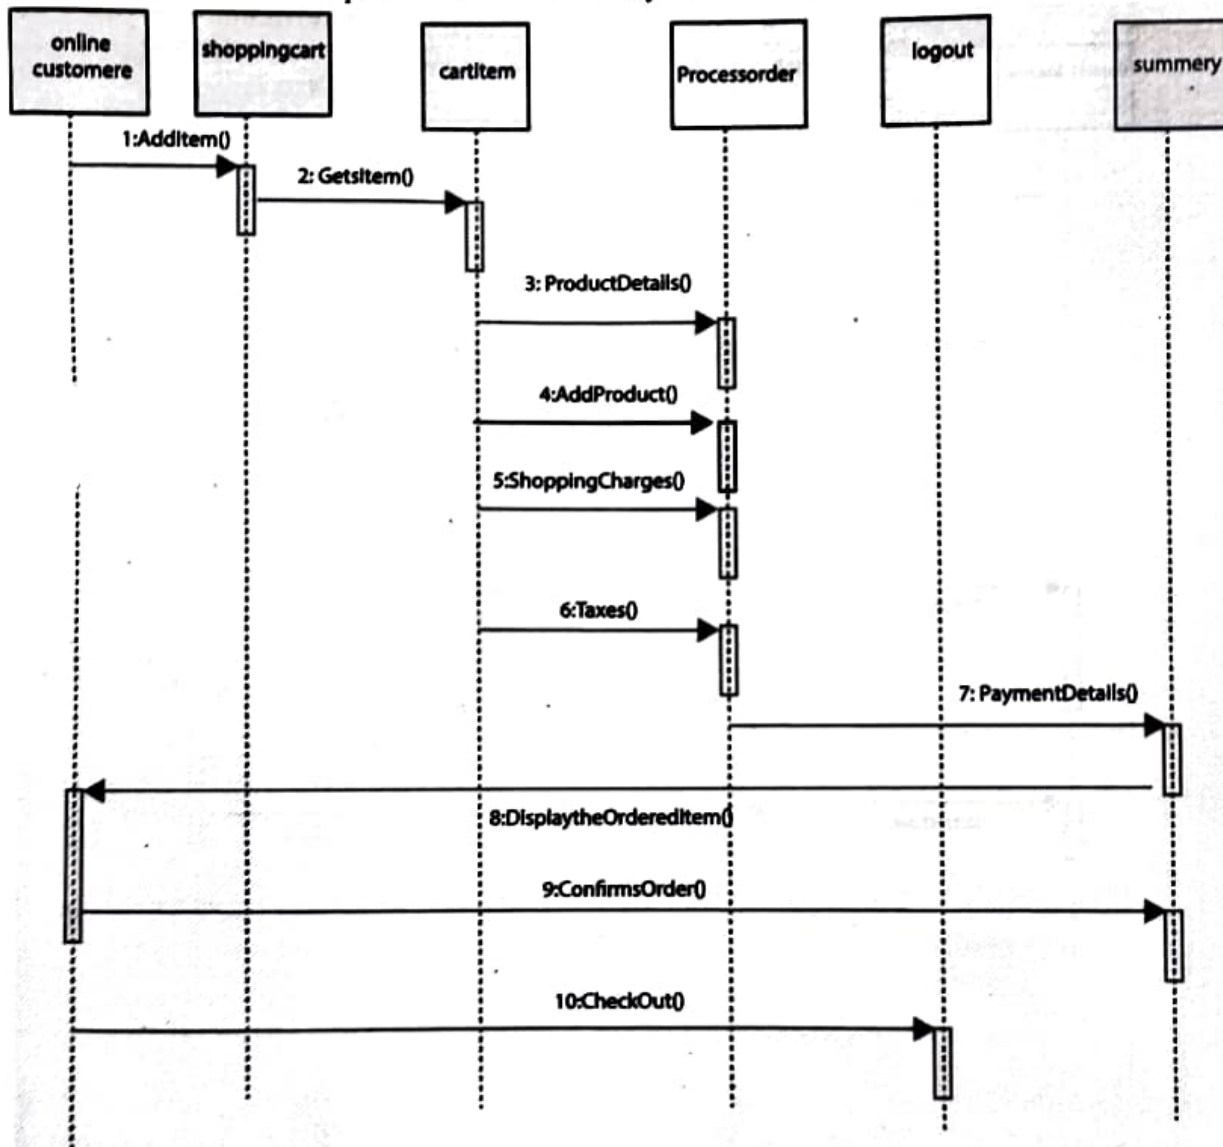 online
customere
shoppingcart
cartitem
Processorder
logout
summery
1:AddItem()
2: GetsItem()
3: ProductDetails()
4:AddProduct()
5:ShoppingCharges()
6:Taxes()
7: PaymentDetails()
8:DisplaytheOrderedItem()
9:ConfirmsOrder()
10:CheckOut()